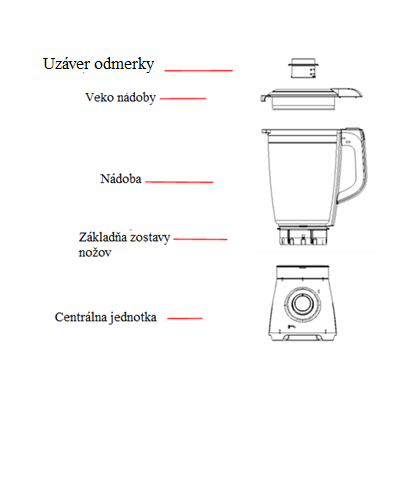 Uzáver odmerky
Veko nádoby
Nádoba
Základňa zostavy
nožov
Centrálna jednotka